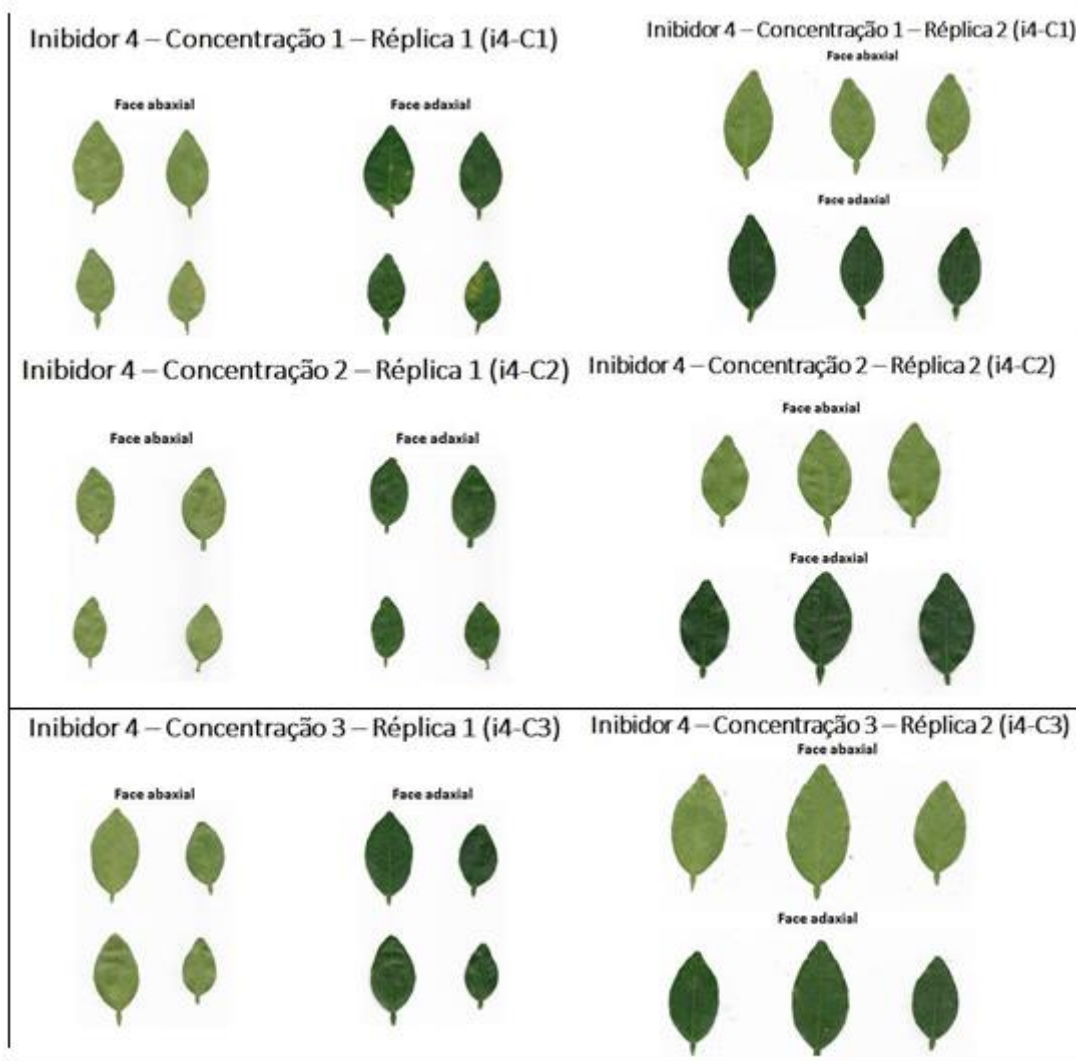 Inibidor 4 – Concentração 1 – Réplica 1 (i4-C1)
Face abaxial
Face adaxial
Inibidor 4 – Concentração 1 – Réplica 2 (i4-C1)
Face abaxial
Face adaxial
Inibidor 4 – Concentração 2 – Réplica 1 (i4-C2)
Face abaxial
Face adaxial
Inibidor 4 – Concentração 2 – Réplica 2 (i4-C2)
Face abaxial
Face adaxial
Inibidor 4 – Concentração 3 – Réplica 1 (i4-C3)
Face abaxial
Face adaxial
Inibidor 4 – Concentração 3 – Réplica 2 (i4-C3)
Face abaxial
Face adaxial